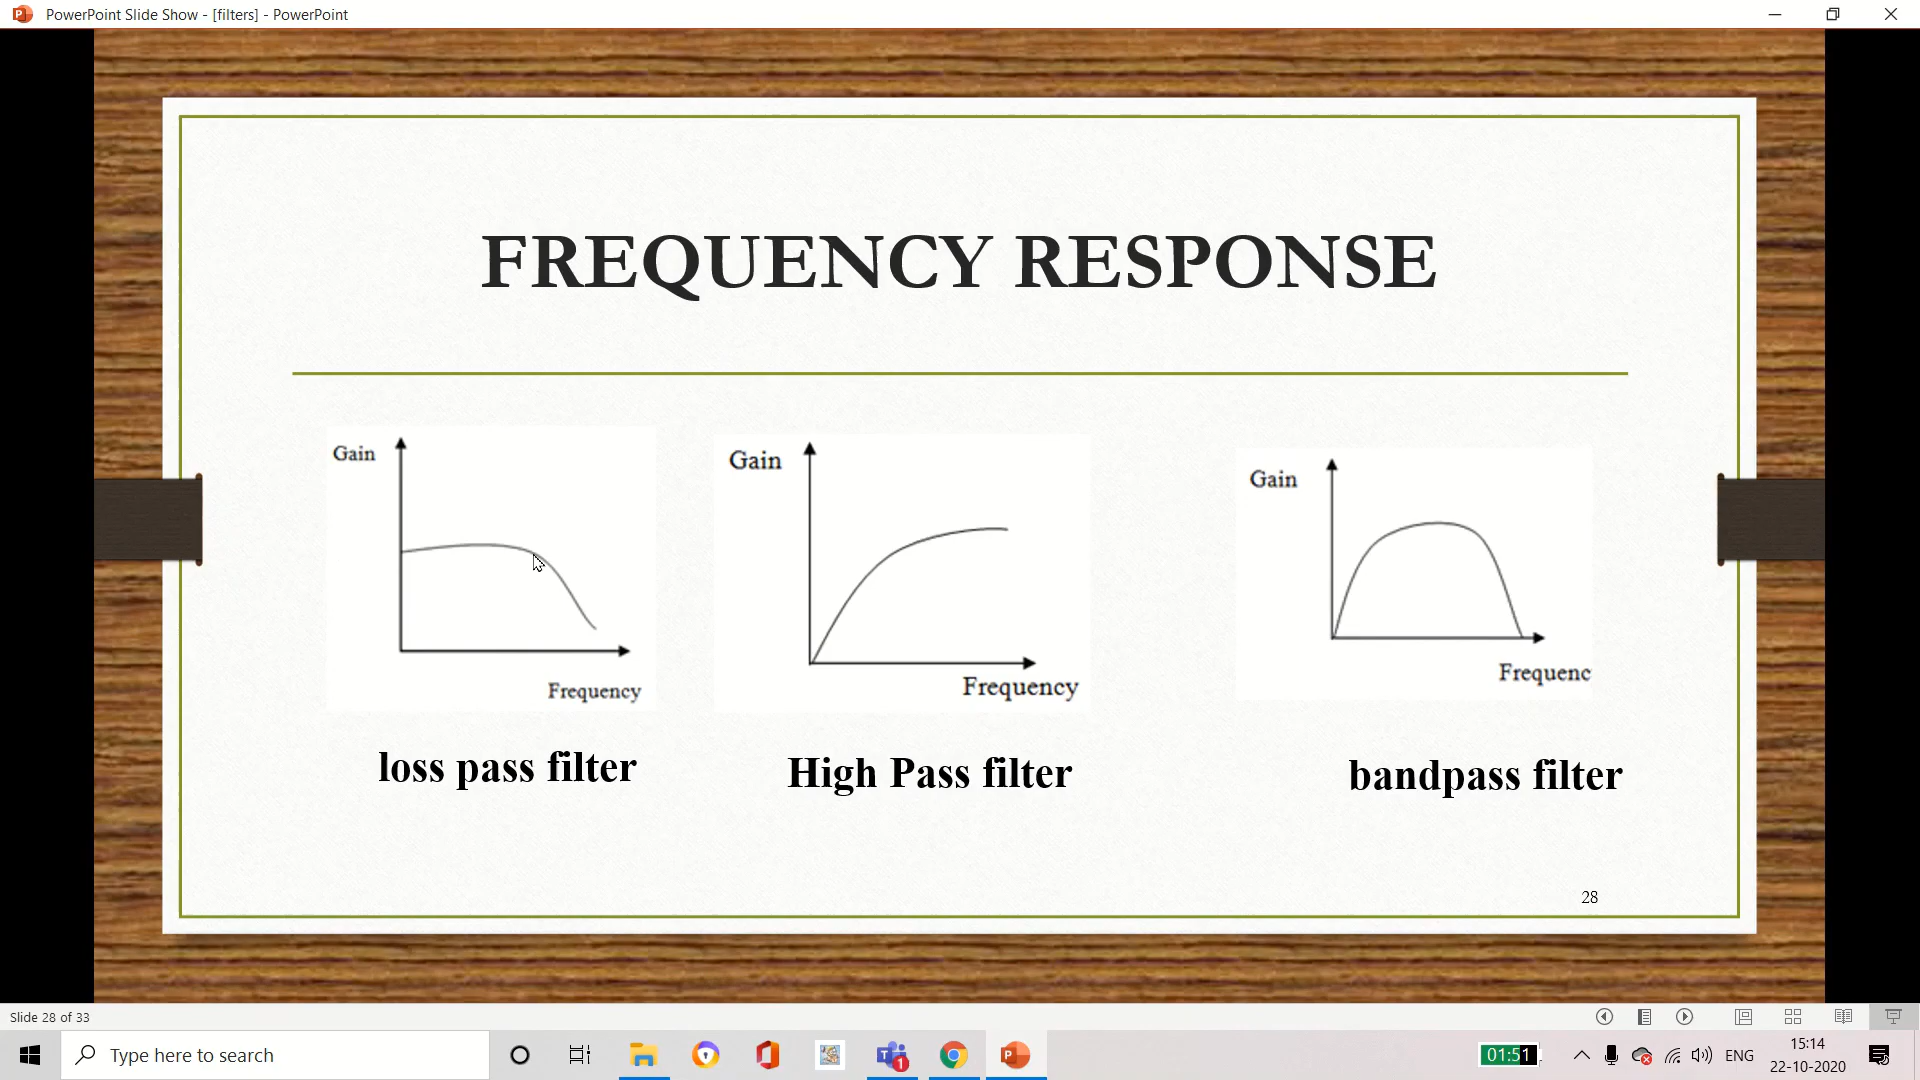 PowerPoint Slide Show - [filters] - PowerPoint
FREQUENCY RESPONSE
Gain
Frequency
loss pass filter
Gain
Frequency
High Pass filter
Gain
Frequenc
bandpass filter
28
Slide 28 of 33
Type here to search
1
01:51
ENG
15:14
22-10-2020